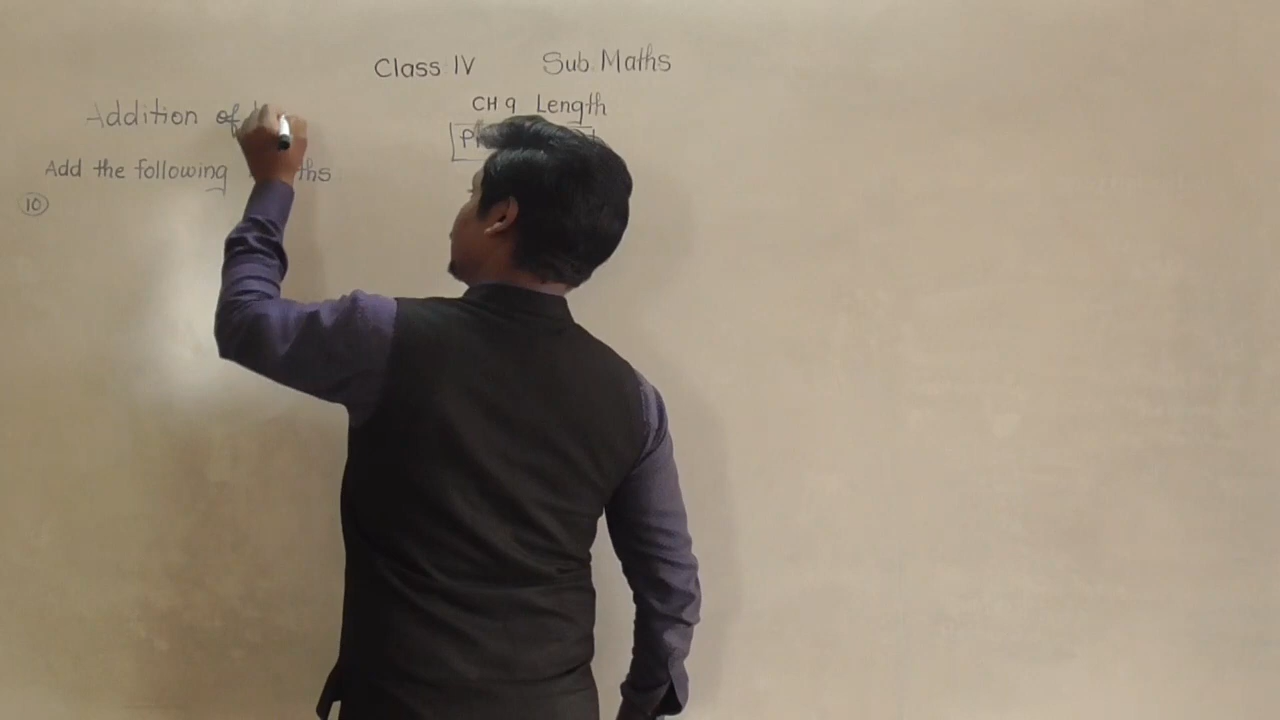 Class IV Sub. Maths
CH 9 Length
Addition of
Add the following
10